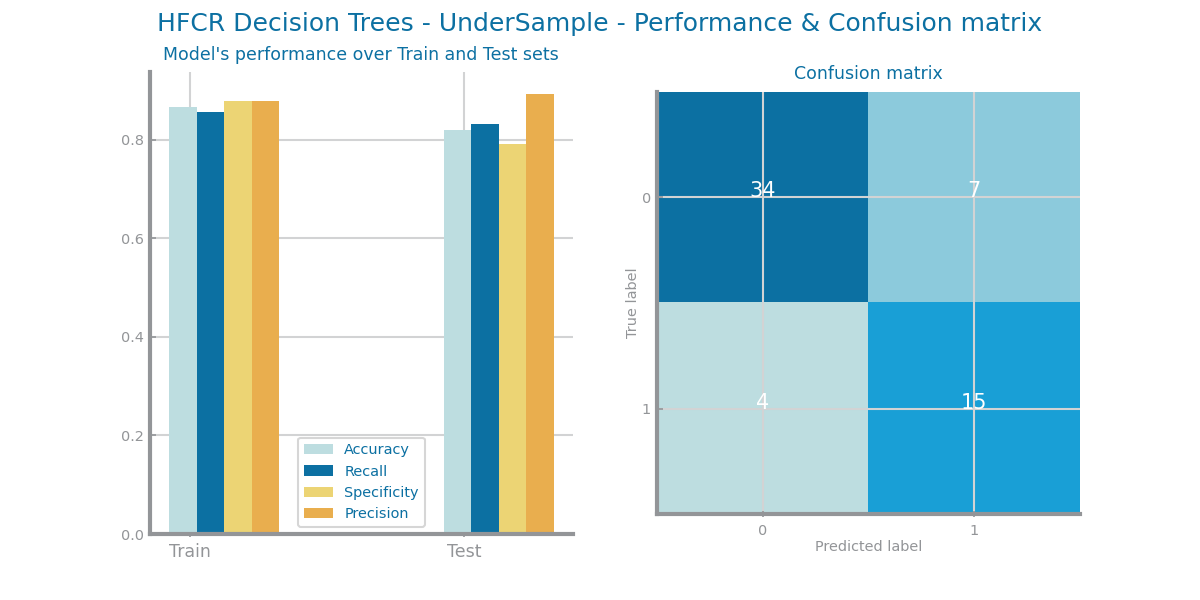 HFCR Decision Trees - UnderSample - Performance & Confusion matrix
Model's performance over Train and Test sets
0.8
0.6
0.4
0.2
0.0
Train
Test
Accuracy
Recall
Specificity
Precision
Confusion matrix
True label
0
1
34
7
4
15
0
1
Predicted label